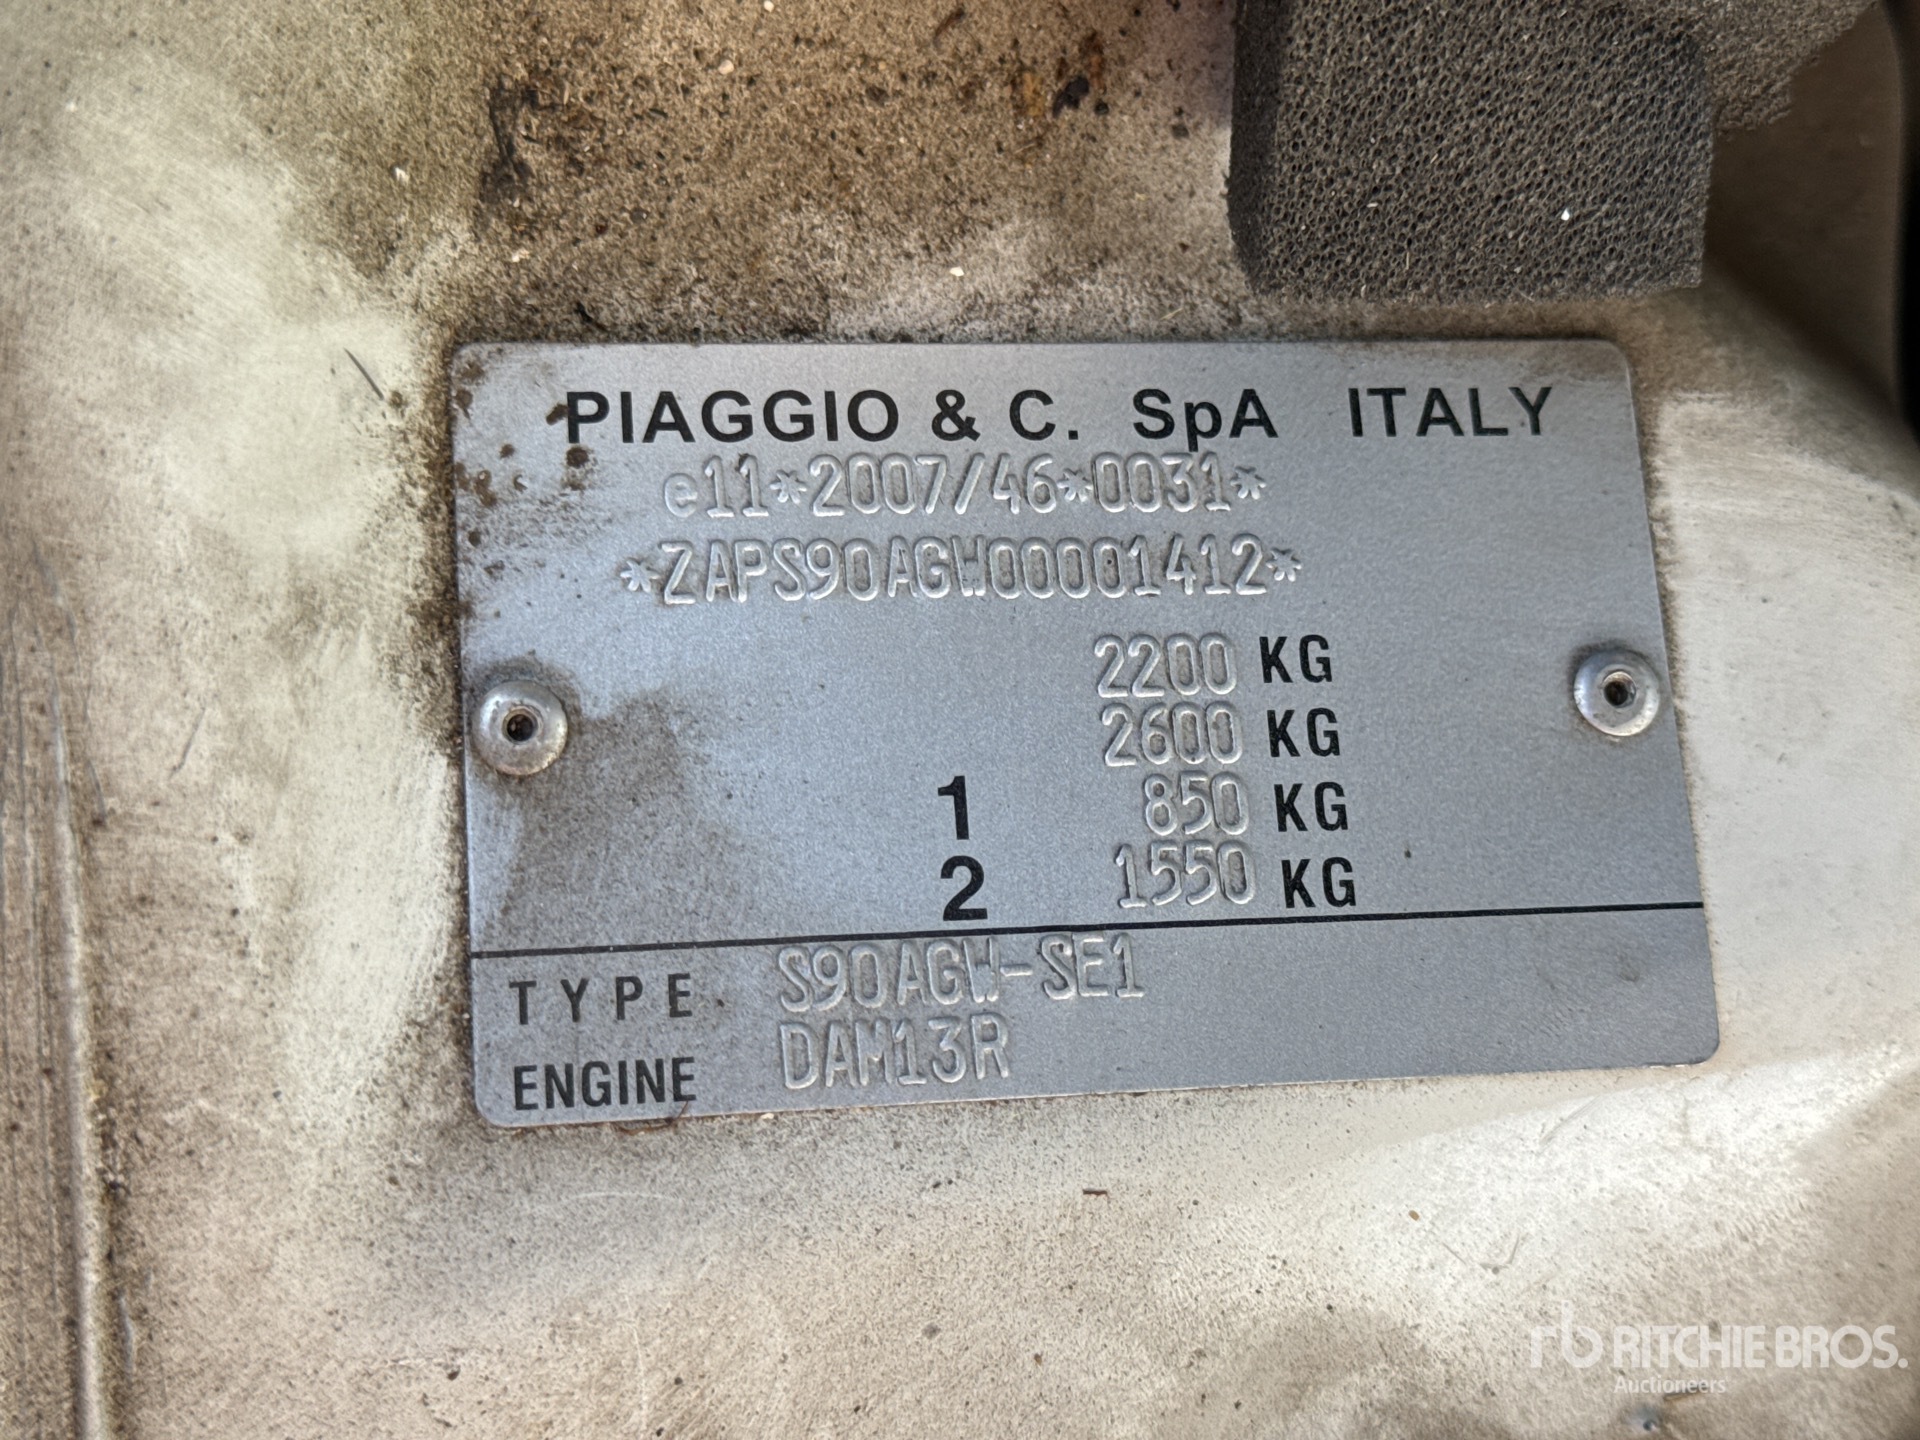 PIAGGIO & C. SpA ITALY
e11*2007/46*0031*
*ZAPS90AGW00001412*
2200 KG
2600 KG
1 850 KG
2 1550 KG
TYPE S90AGW-SE1
ENGINE DAM13R
rb RITCHIE BROS.
Auctioneers